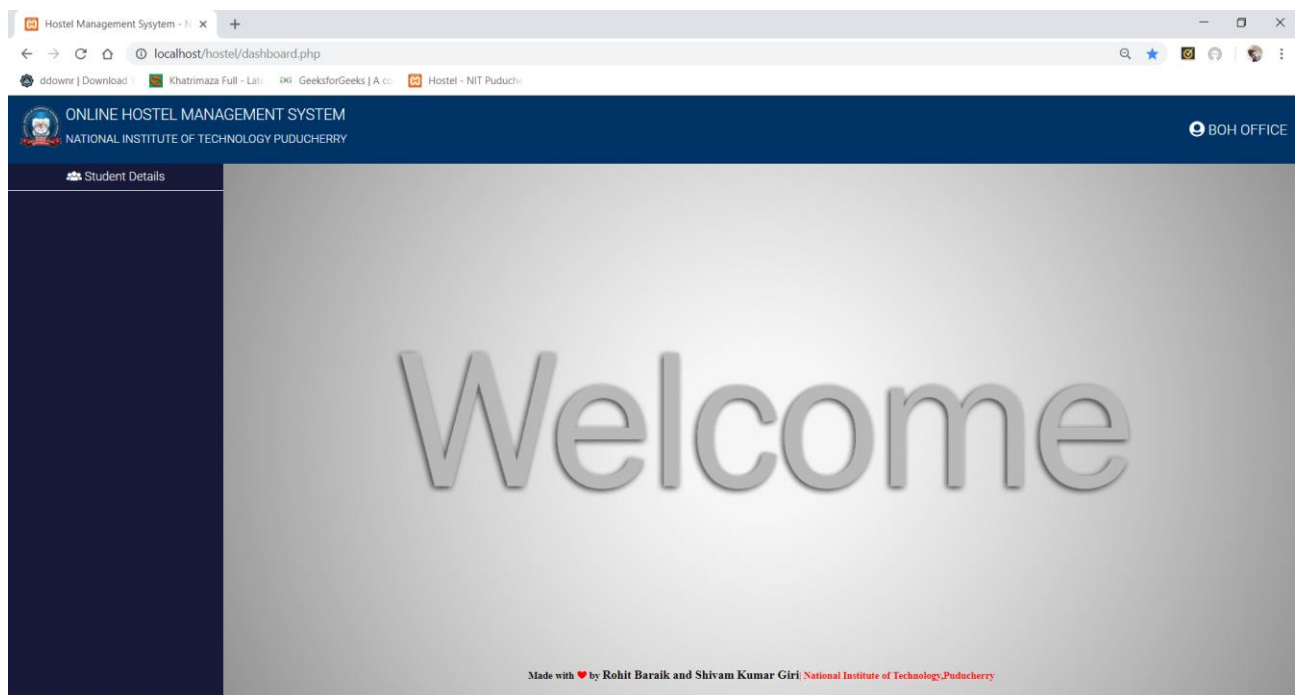 Hostel Management Sysytem - N
localhost/hostel/dashboard.php
ddownr | Download
Khatrimaza Full - Lat
GeeksforGeeks | A co
Hostel - NIT Puduche
ONLINE HOSTEL MANAGEMENT SYSTEM
NATIONAL INSTITUTE OF TECHNOLOGY PUDUCHERRY
BOH OFFICE
Student Details
Welcome
Made with ❤ by Rohit Baraik and Shivam Kumar Giri| National Institute of Technology,Puducherry